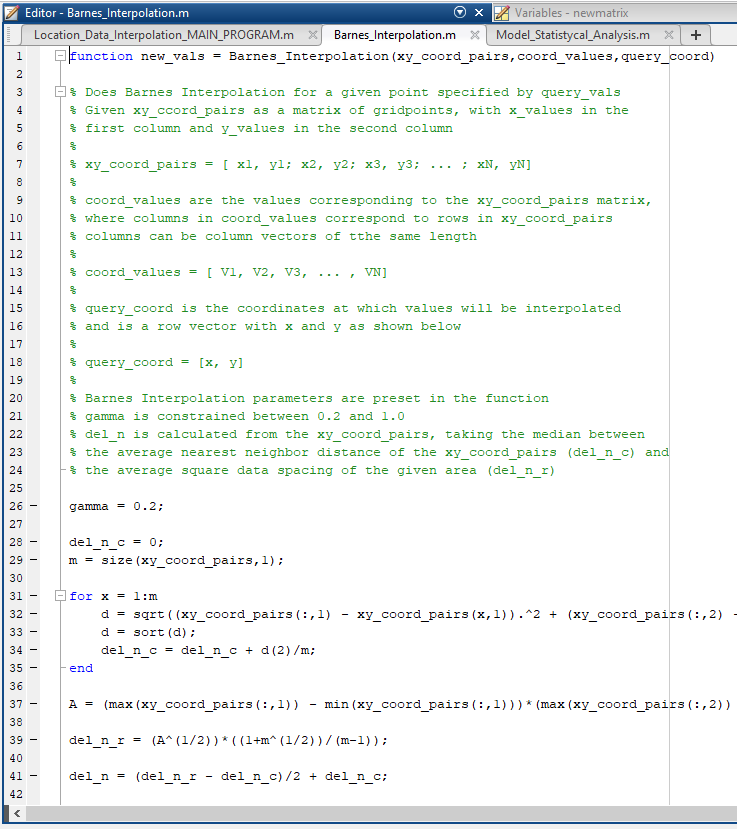 Editor - Barnes_Interpolation.m
Variables - newmatrix
Location_Data_Interpolation_MAIN_PROGRAM.m
Barnes_Interpolation.m
Model_Statistycal_Analysis.m
+
1 function new_vals = Barnes_Interpolation(xy_coord_pairs,coord_values,query_coord)
2
3 % Does Barnes Interpolation for a given point specified by query_vals
4 % Given xy_ccord_pairs as a matrix of gridpoints, with x_values in the
5 % first column and y_values in the second column
6 %
7 % xy_coord_pairs = [ x1, y1; x2, y2; x3, y3; ... ; xN, yN]
8 %
9 % coord_values are the values corresponding to the xy_coord_pairs matrix,
10 % where columns in coord_values correspond to rows in xy_coord_pairs
11 % columns can be column vectors of tthe same length
12 %
13 % coord_values = [ V1, V2, V3, ... , VN]
14 %
15 % query_coord is the coordinates at which values will be interpolated
16 % and is a row vector with x and y as shown below
17 %
18 % query_coord = [x, y]
19 %
20 % Barnes Interpolation parameters are preset in the function
21 % gamma is constrained between 0.2 and 1.0
22 % del_n is calculated from the xy_coord_pairs, taking the median between
23 % the average nearest neighbor distance of the xy_coord_pairs (del_n_c) and
24 % the average square data spacing of the given area (del_n_r)
25
26 – gamma = 0.2;
27
28 – del_n_c = 0;
29 – m = size(xy_coord_pairs,1);
30
31 – for x = 1:m
32 – d = sqrt((xy_coord_pairs(:,1) - xy_coord_pairs(x,1)).^2 + (xy_coord_pairs(:,2) -
33 – d = sort(d);
34 – del_n_c = del_n_c + d(2)/m;
35 – end
36
37 – A = (max(xy_coord_pairs(:,1)) - min(xy_coord_pairs(:,1)))*(max(xy_coord_pairs(:,2))
38
39 – del_n_r = (A^(1/2))*((1+m^(1/2))/(m-1));
40
41 – del_n = (del_n_r - del_n_c)/2 + del_n_c;
42